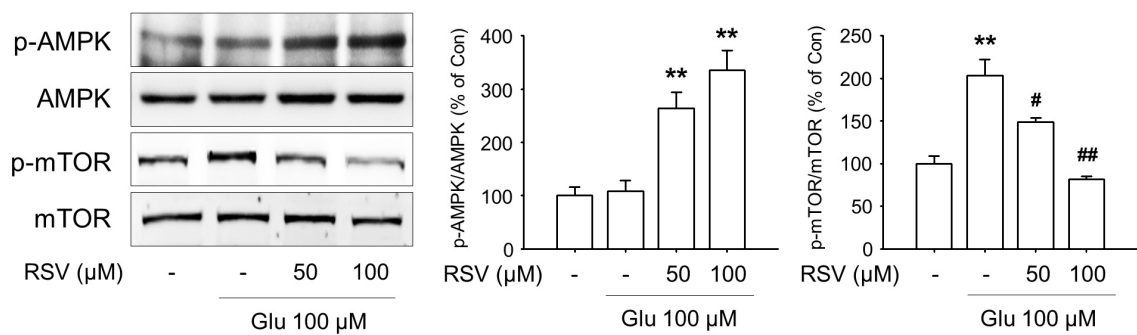 p-AMPK
AMPK
p-mTOR
mTOR
RSV (µM) - - 50 100
Glu 100 µM
p-AMPK/AMPK (% of Con)
400
300
200
100
0
**
**
RSV (µM) - - 50 100
Glu 100 µM
p-mTOR/mTOR (% of Con)
250
200
150
100
50
0
**
#
##
RSV (µM) - - 50 100
Glu 100 µM